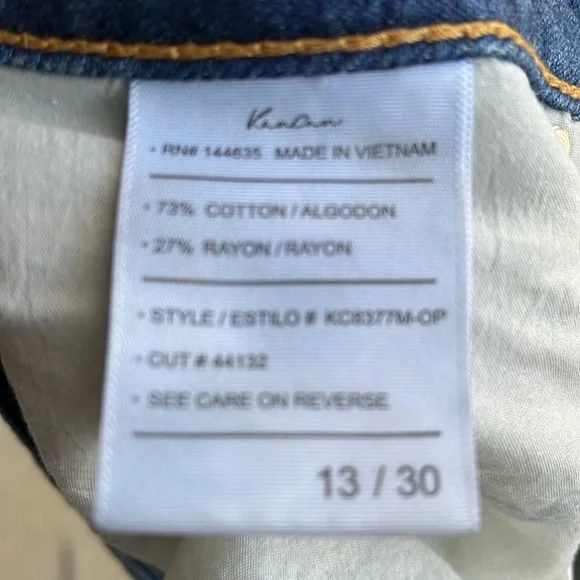 KanCan
• RN# 144635 MADE IN VIETNAM
• 73% COTTON / ALGODON
• 27% RAYON / RAYON
• STYLE / ESTILO # KC8377M-OP
• CUT # 44132
• SEE CARE ON REVERSE
13 / 30